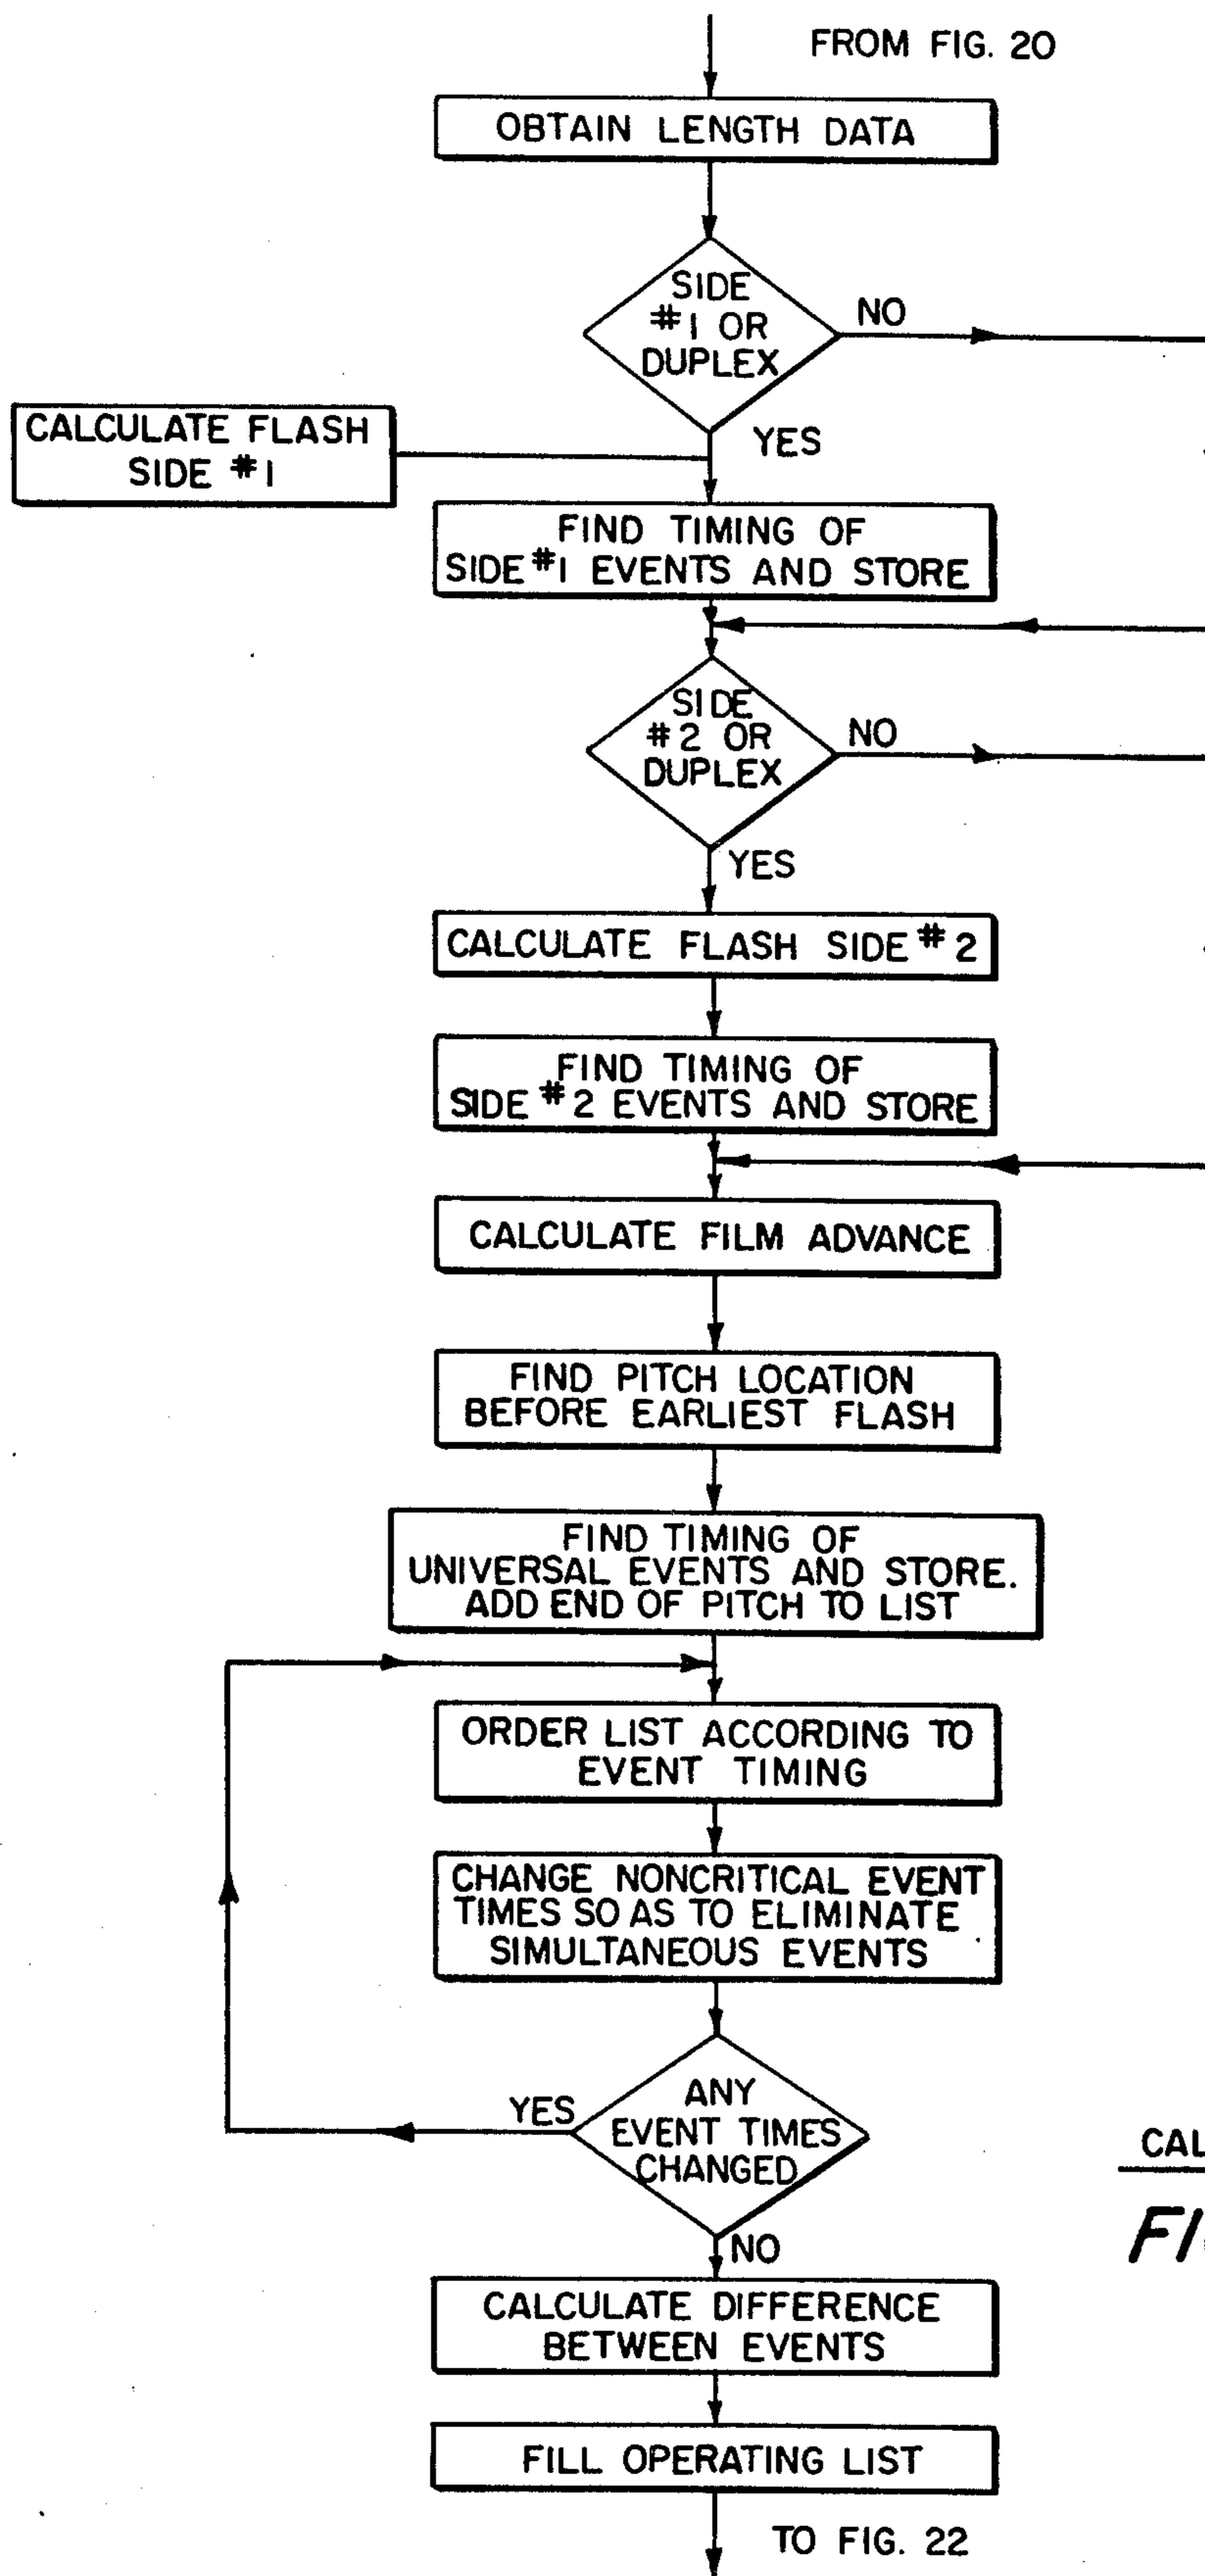 FROM FIG. 20
OBTAIN LENGTH DATA
SIDE
#1 OR
DUPLEX
NO
YES
CALCULATE FLASH
SIDE #1
FIND TIMING OF
SIDE #1 EVENTS AND STORE
SIDE
#2 OR
DUPLEX
NO
YES
CALCULATE FLASH SIDE #2
FIND TIMING OF
SIDE #2 EVENTS AND STORE
CALCULATE FILM ADVANCE
FIND PITCH LOCATION
BEFORE EARLIEST FLASH
FIND TIMING OF
UNIVERSAL EVENTS AND STORE.
ADD END OF PITCH TO LIST
ORDER LIST ACCORDING TO
EVENT TIMING
CHANGE NONCRITICAL EVENT
TIMES SO AS TO ELIMINATE
SIMULTANEOUS EVENTS
YES
ANY
EVENT TIMES
CHANGED
NO
CALCULATE DIFFERENCE
BETWEEN EVENTS
FILL OPERATING LIST
TO FIG. 22